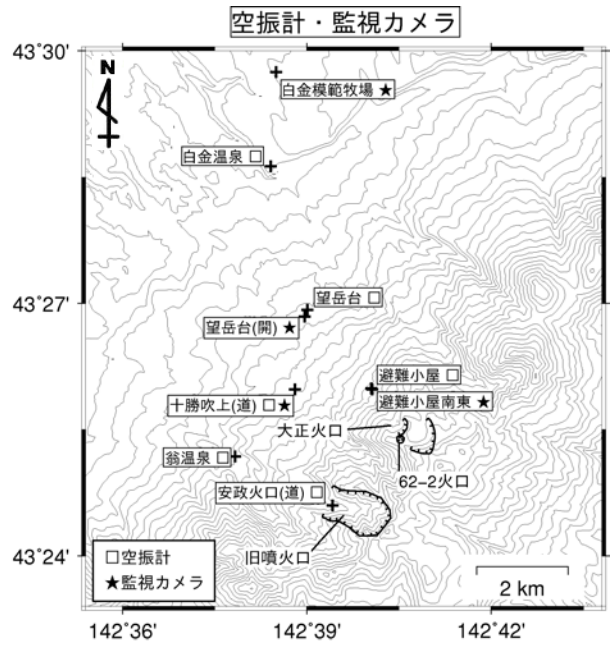 空振計・監視カメラ
43°30'
N
白金模範牧場 ★
白金温泉 □
43°27'
望岳台 □
望岳台(開) ★
避難小屋 □
十勝吹上(道) □★
避難小屋南東 ★
大正火口
翁温泉 □
62-2火口
安政火口(道) □
43°24'
旧噴火口
□空振計
★監視カメラ
2 km
142°36'
142°39'
142°42'